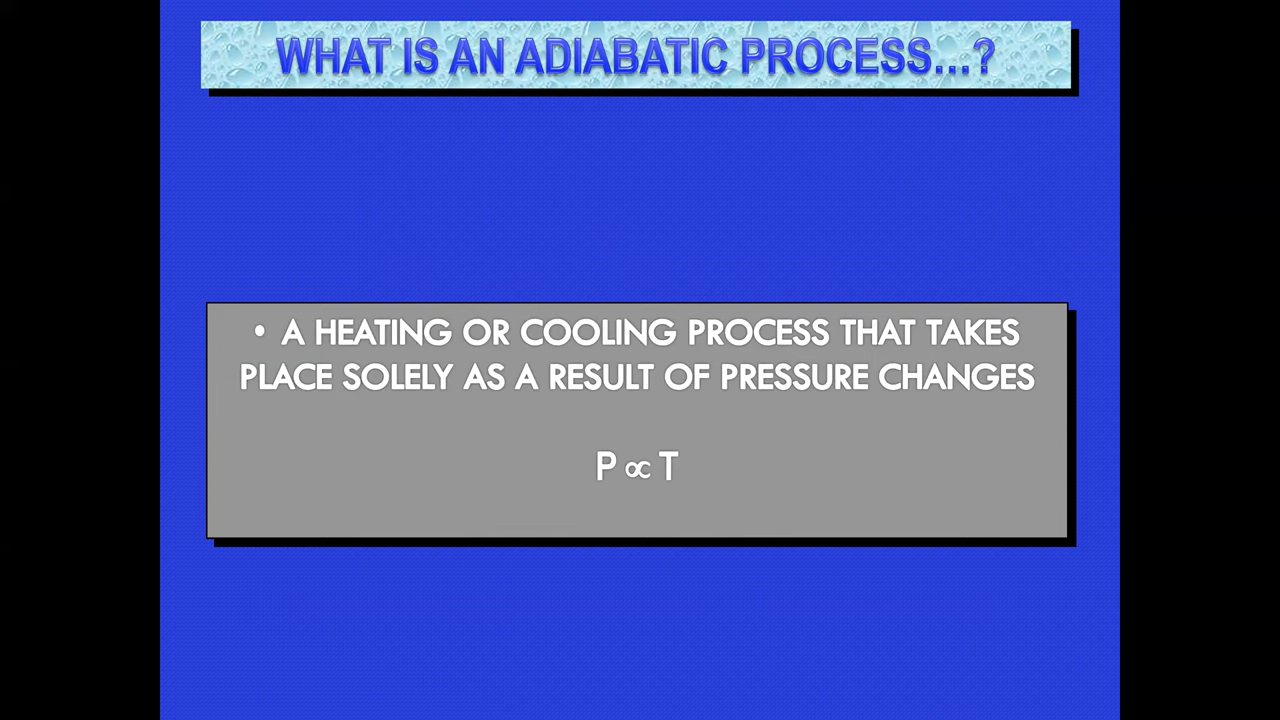 WHAT IS AN ADIABATIC PROCESS...?
• A HEATING OR COOLING PROCESS THAT TAKES
PLACE SOLELY AS A RESULT OF PRESSURE CHANGES
P ∝ T